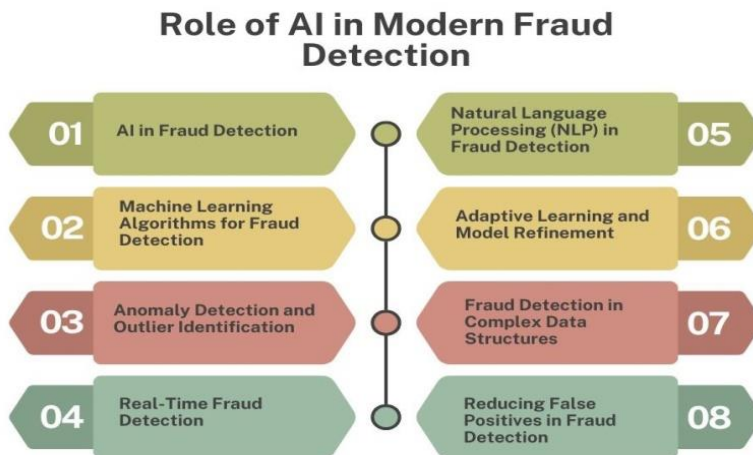 Role of AI in Modern Fraud
Detection
01
AI in Fraud Detection
02
Machine Learning
Algorithms for Fraud
Detection
03
Anomaly Detection and
Outlier Identification
04
Real-Time Fraud
Detection
Natural Language
Processing (NLP) in
Fraud Detection
05
Adaptive Learning and
Model Refinement
06
Fraud Detection in
Complex Data
Structures
07
Reducing False
Positives in Fraud
Detection
08